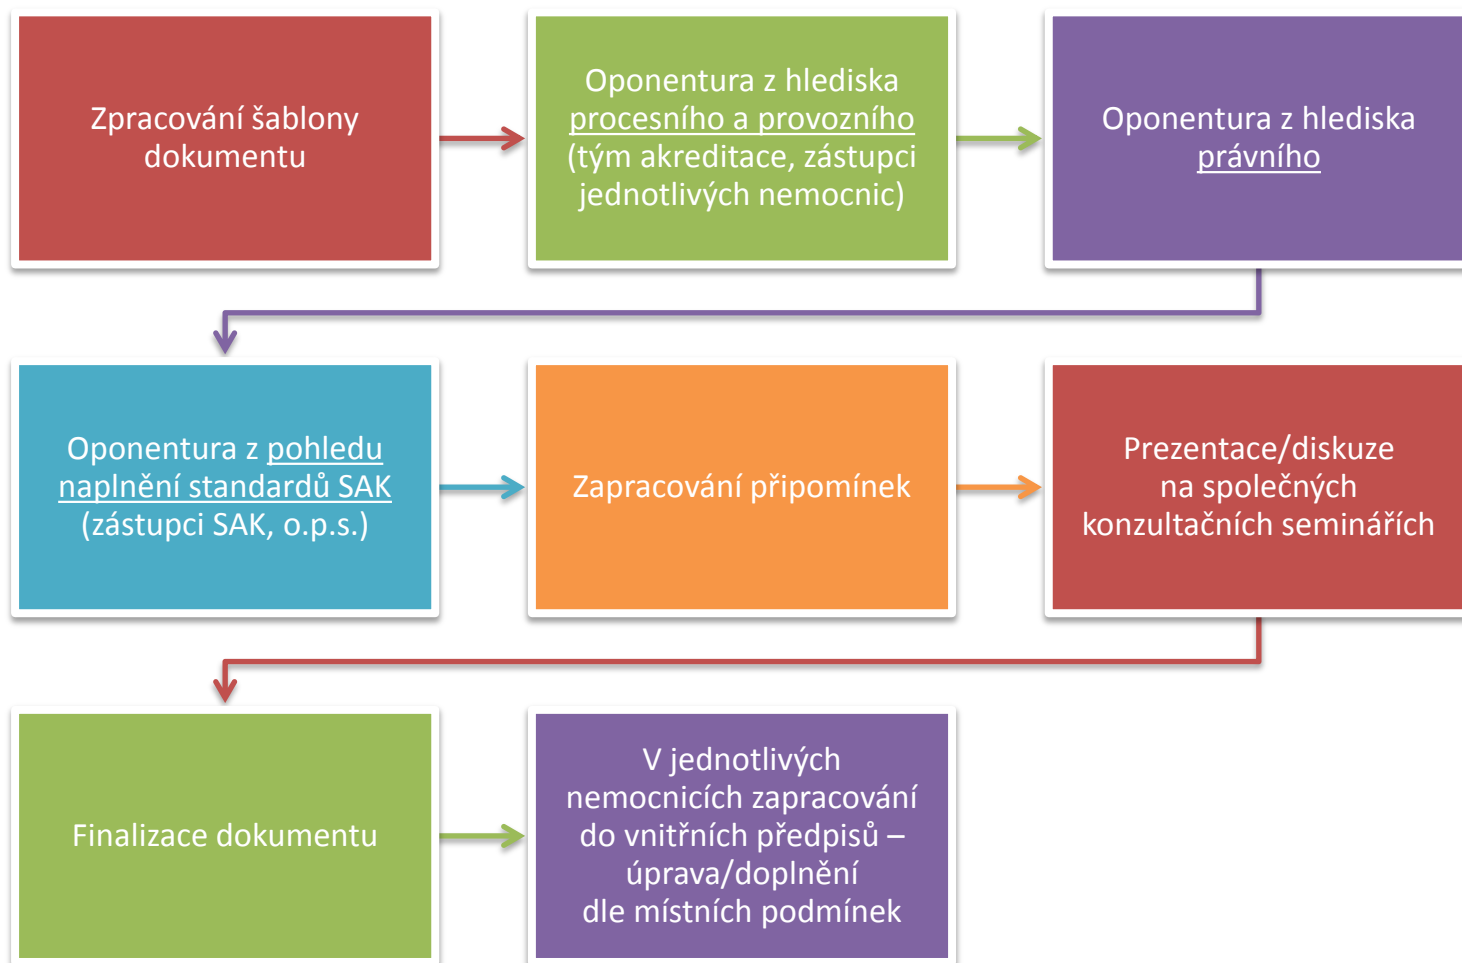 Zpracování šablony
dokumentu
Oponentura z hlediska
procesního a provozního
(tým akreditace, zástupci
jednotlivých nemocnic)
Oponentura z hlediska
právního
Oponentura z pohledu
naplnění standardů SAK
(zástupci SAK, o.p.s.)
Zapracování připomínek
Prezentace/diskuze
na společných
konzultačních seminářích
Finalizace dokumentu
V jednotlivých
nemocnicích zapracování
do vnitřních předpisů –
úprava/doplnění
dle místních podmínek